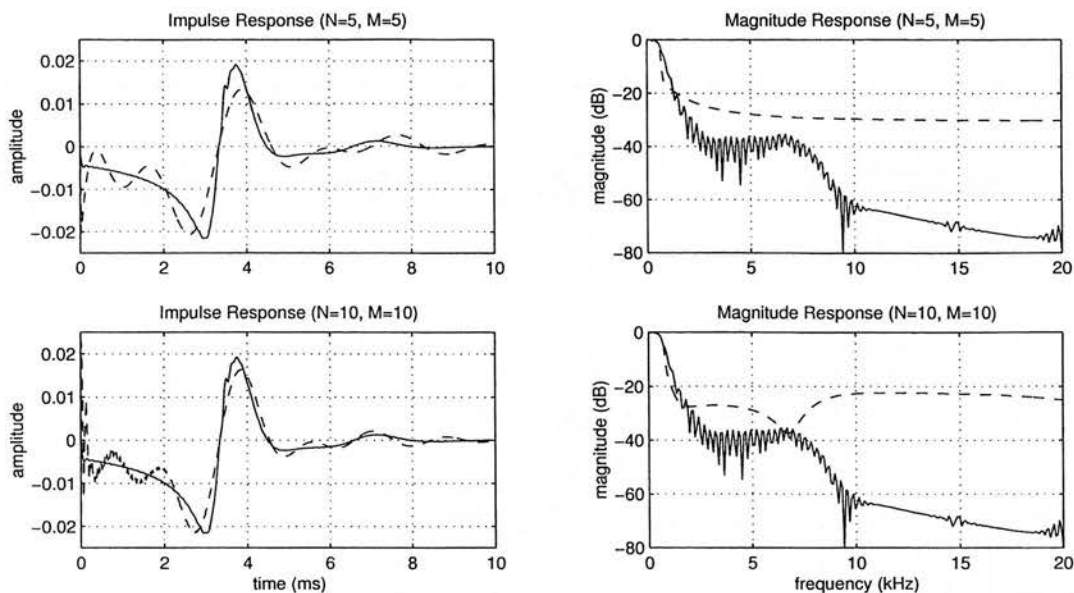 Impulse Response (N=5, M=5)
amplitude
0.02
0.01
0
−0.01
−0.02
0 2 4 6 8 10
Magnitude Response (N=5, M=5)
magnitude (dB)
0
−20
−40
−60
−80
0 5 10 15 20
Impulse Response (N=10, M=10)
amplitude
0.02
0.01
0
−0.01
−0.02
0 2 4 6 8 10
time (ms)
Magnitude Response (N=10, M=10)
magnitude (dB)
0
−20
−40
−60
−80
0 5 10 15 20
frequency (kHz)